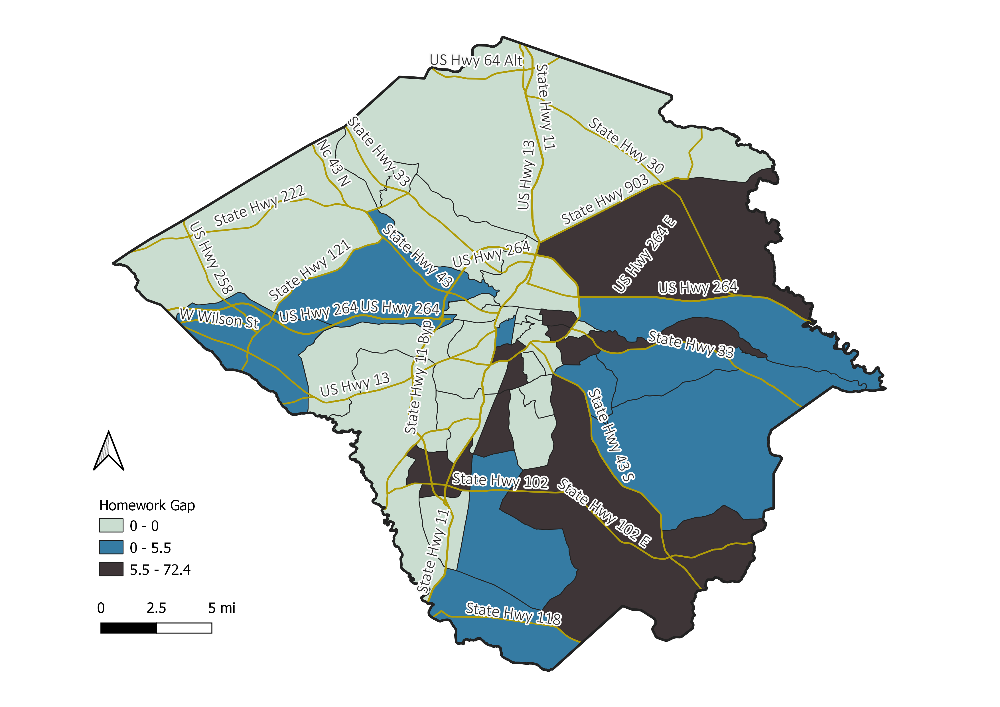 US Hwy 64 Alt
State Hwy 11
State Hwy 33
Nc 43 N
US Hwy 13
State Hwy 30
State Hwy 903
State Hwy 222
US Hwy 258
State Hwy 121
State Hwy 43
US Hwy 264
US Hwy 264 E
US Hwy 264
W Wilson St
US Hwy 264
US Hwy 264
State Hwy 11 Byp
State Hwy 33
US Hwy 13
State Hwy 43 S
State Hwy 102
State Hwy 102 E
State Hwy 11
State Hwy 118
Homework Gap
0 - 0
0 - 5.5
5.5 - 72.4
0 2.5 5 mi